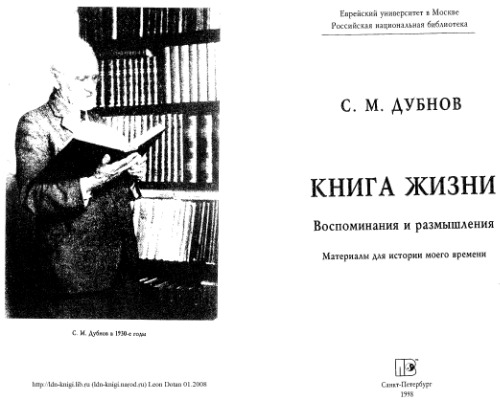 С. М. Дубнов в 1930-е годы
http://ldn-knigi.lib.ru (ldn-knigi.narod.ru) Leon Dotan 01.2008
Еврейский университет в Москве
Российская национальная библиотека
С. М. ДУБНОВ
КНИГА ЖИЗНИ
Воспоминания и размышления
Материалы для истории моего времени
Санкт-Петербург
1998